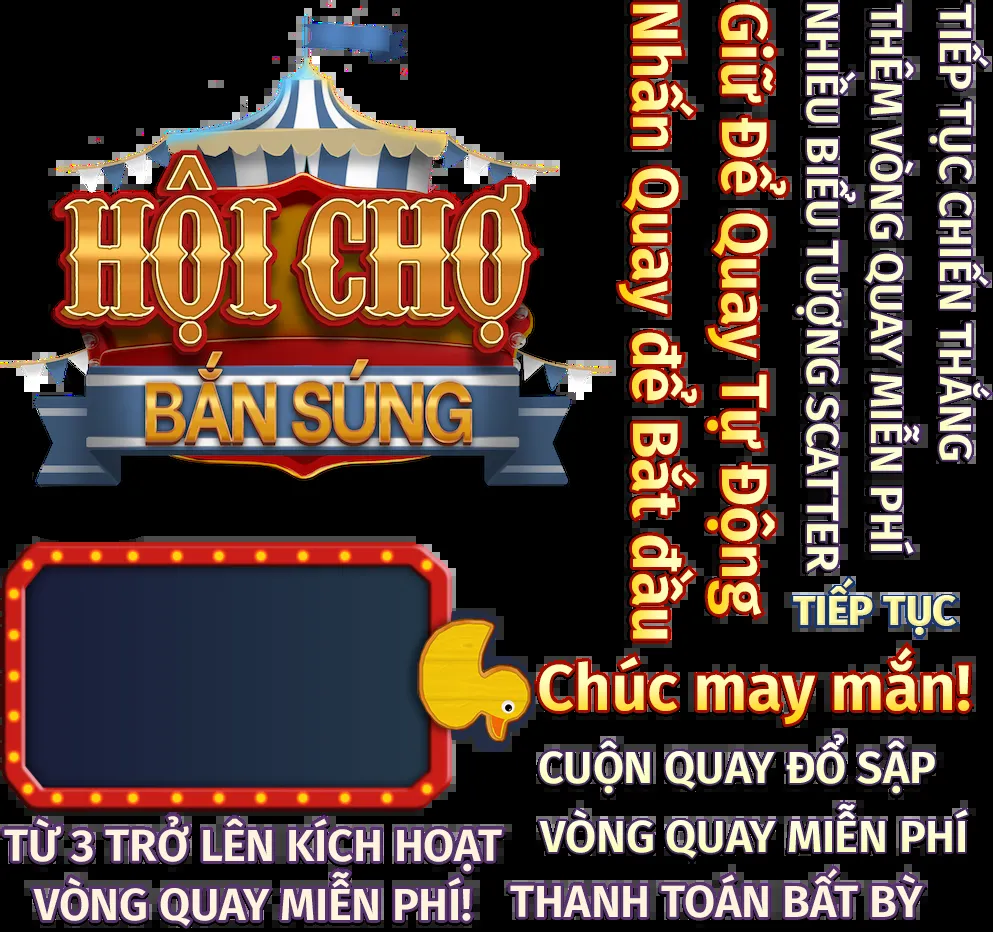 HỘI CHỢ
BẮN SÚNG
Nhấn Quay để Bắt đầu
Giữ Để Quay Tự Động
NHIỀU BIỂU TƯỢNG SCATTER
THÊM VÒNG QUAY MIỄN PHÍ
TIẾP TỤC CHIẾN THẮNG
TIẾP TỤC
Chúc may mắn!
CUỘN QUAY ĐỔ SẬP
VÒNG QUAY MIỄN PHÍ
THANH TOÁN BẤT BỲ
TỪ 3 TRỞ LÊN KÍCH HOẠT
VÒNG QUAY MIỄN PHÍ!